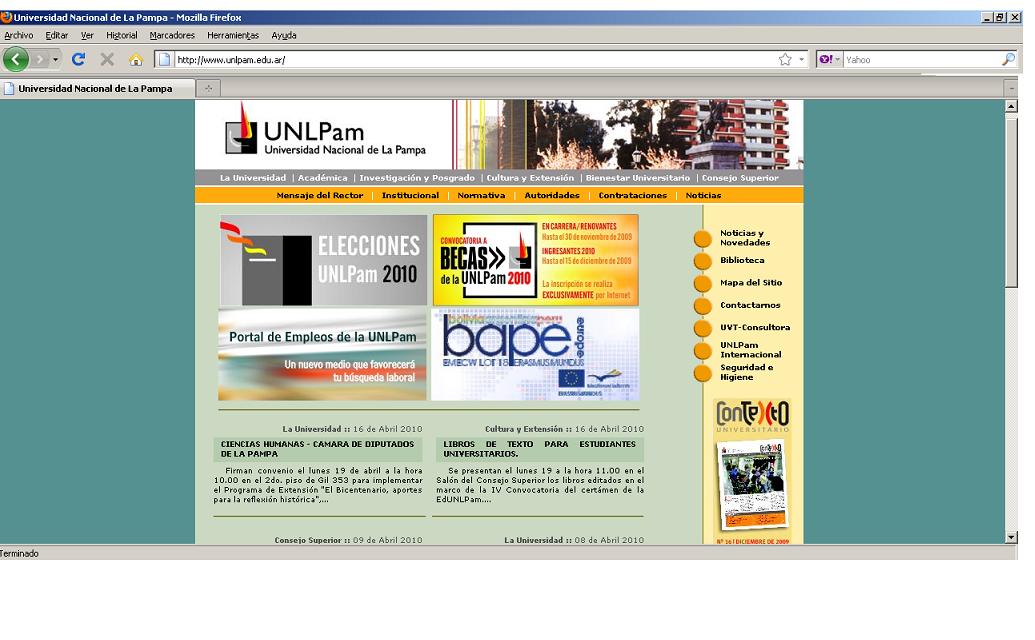 Universidad Nacional de La Pampa - Mozilla Firefox
Archivo Editar Ver Historial Marcadores Herramientas Ayuda
http://www.unlpam.edu.ar/
Y! Yahoo
Universidad Nacional de La Pampa
UNLPam
Universidad Nacional de La Pampa
La Universidad | Académica | Investigación y Posgrado | Cultura y Extensión | Bienestar Universitario | Consejo Superior
Mensaje del Rector | Institucional | Normativa | Autoridades | Contrataciones | Noticias
ELECCIONES
UNLPam 2010
CONVOCATORIA A
BECAS>>
de la UNLPam 2010
EN CARRERA/RENOVANTES
Hasta el 30 de noviembre de 2009
INGRESANTES 2010
Hasta el 15 de diciembre de 2009
La inscripción se realiza
EXCLUSIVAMENTE por Internet
Portal de Empleos de la UNLPam
Un nuevo medio que favorecerá
tu búsqueda laboral
boliviaargentinaperu
bape
europe
EMECW LOT 18 ERASMUS MUNDUS
ERASMUS MUNDUS
La Universidad :: 16 de Abril 2010
CIENCIAS HUMANAS - CAMARA DE DIPUTADOS
DE LA PAMPA
Firman convenio el lunes 19 de abril a la hora
10.00 en el 2do. piso de Gil 353 para implementar
el Programa de Extensión "El Bicentenario, aportes
para la reflexión histórica",...
Cultura y Extensión :: 16 de Abril 2010
LIBROS DE TEXTO PARA ESTUDIANTES
UNIVERSITARIOS.
Se presentan el lunes 19 a la hora 11.00 en el
Salón del Consejo Superior los libros editados en el
marco de la IV Convocatoria del certámen de la
EdUNLPam....
Consejo Superior :: 09 de Abril 2010
La Universidad :: 08 de Abril 2010
Noticias y
Novedades
Biblioteca
Mapa del Sitio
Contactarnos
UVT-Consultora
UNLPam
Internacional
Seguridad e
Higiene
ConTeXtO
UNIVERSITARIO
Nº 16 | DICIEMBRE DE 2009
Terminado